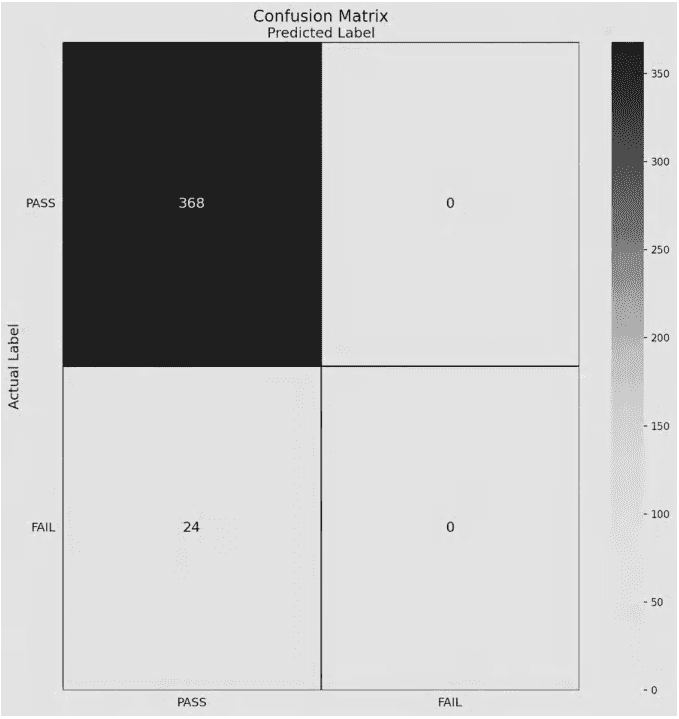 Confusion Matrix
Predicted Label
350
300
250
200
150
100
50
0
PASS
368
0
Actual Label
FAIL
24
0
PASS
FAIL